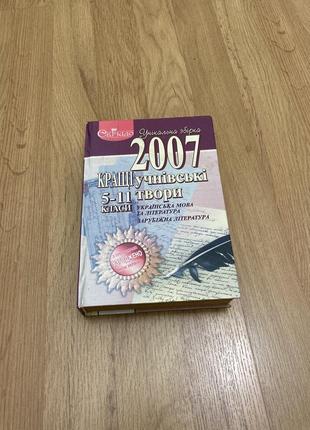 Унікальна збірка
2007
КРАЩІ учнівські
5-11 твори
КЛАСИ
УКРАЇНСЬКА МОВА
ТА ЛІТЕРАТУРА
ЗАРУБІЖНА ЛІТЕРАТУРА